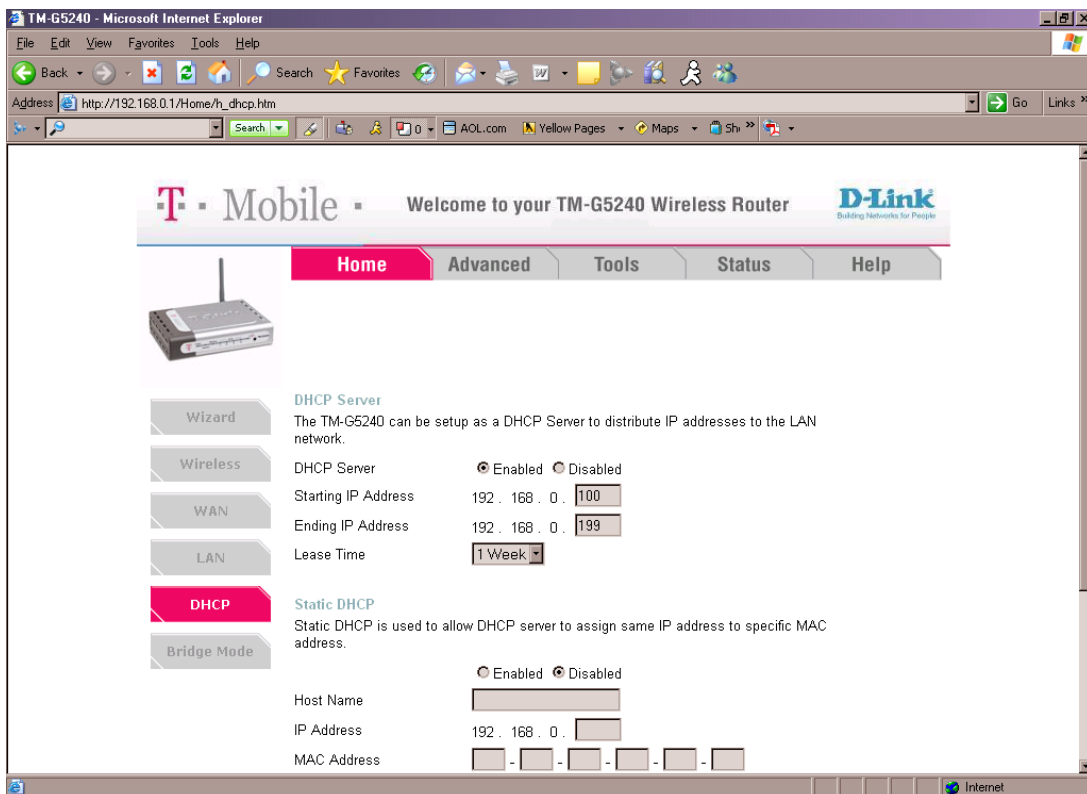 TM-G5240 - Microsoft Internet Explorer
File Edit View Favorites Tools Help
Back Search Favorites
Address http://192.168.0.1/Home/h_dhcp.htm Go Links »
Search 0 AOL.com Yellow Pages Maps Sh »
T · Mobile · Welcome to your TM-G5240 Wireless Router D-Link
Building Networks for People
Home Advanced Tools Status Help
Wizard
Wireless
WAN
LAN
DHCP
Bridge Mode
DHCP Server
The TM-G5240 can be setup as a DHCP Server to distribute IP addresses to the LAN
network.
DHCP Server Enabled Disabled
Starting IP Address 192 . 168 . 0 . 100
Ending IP Address 192 . 168 . 0 . 199
Lease Time 1 Week
Static DHCP
Static DHCP is used to allow DHCP server to assign same IP address to specific MAC
address.
Enabled Disabled
Host Name
IP Address 192 . 168 . 0 .
MAC Address - - - - -
Internet